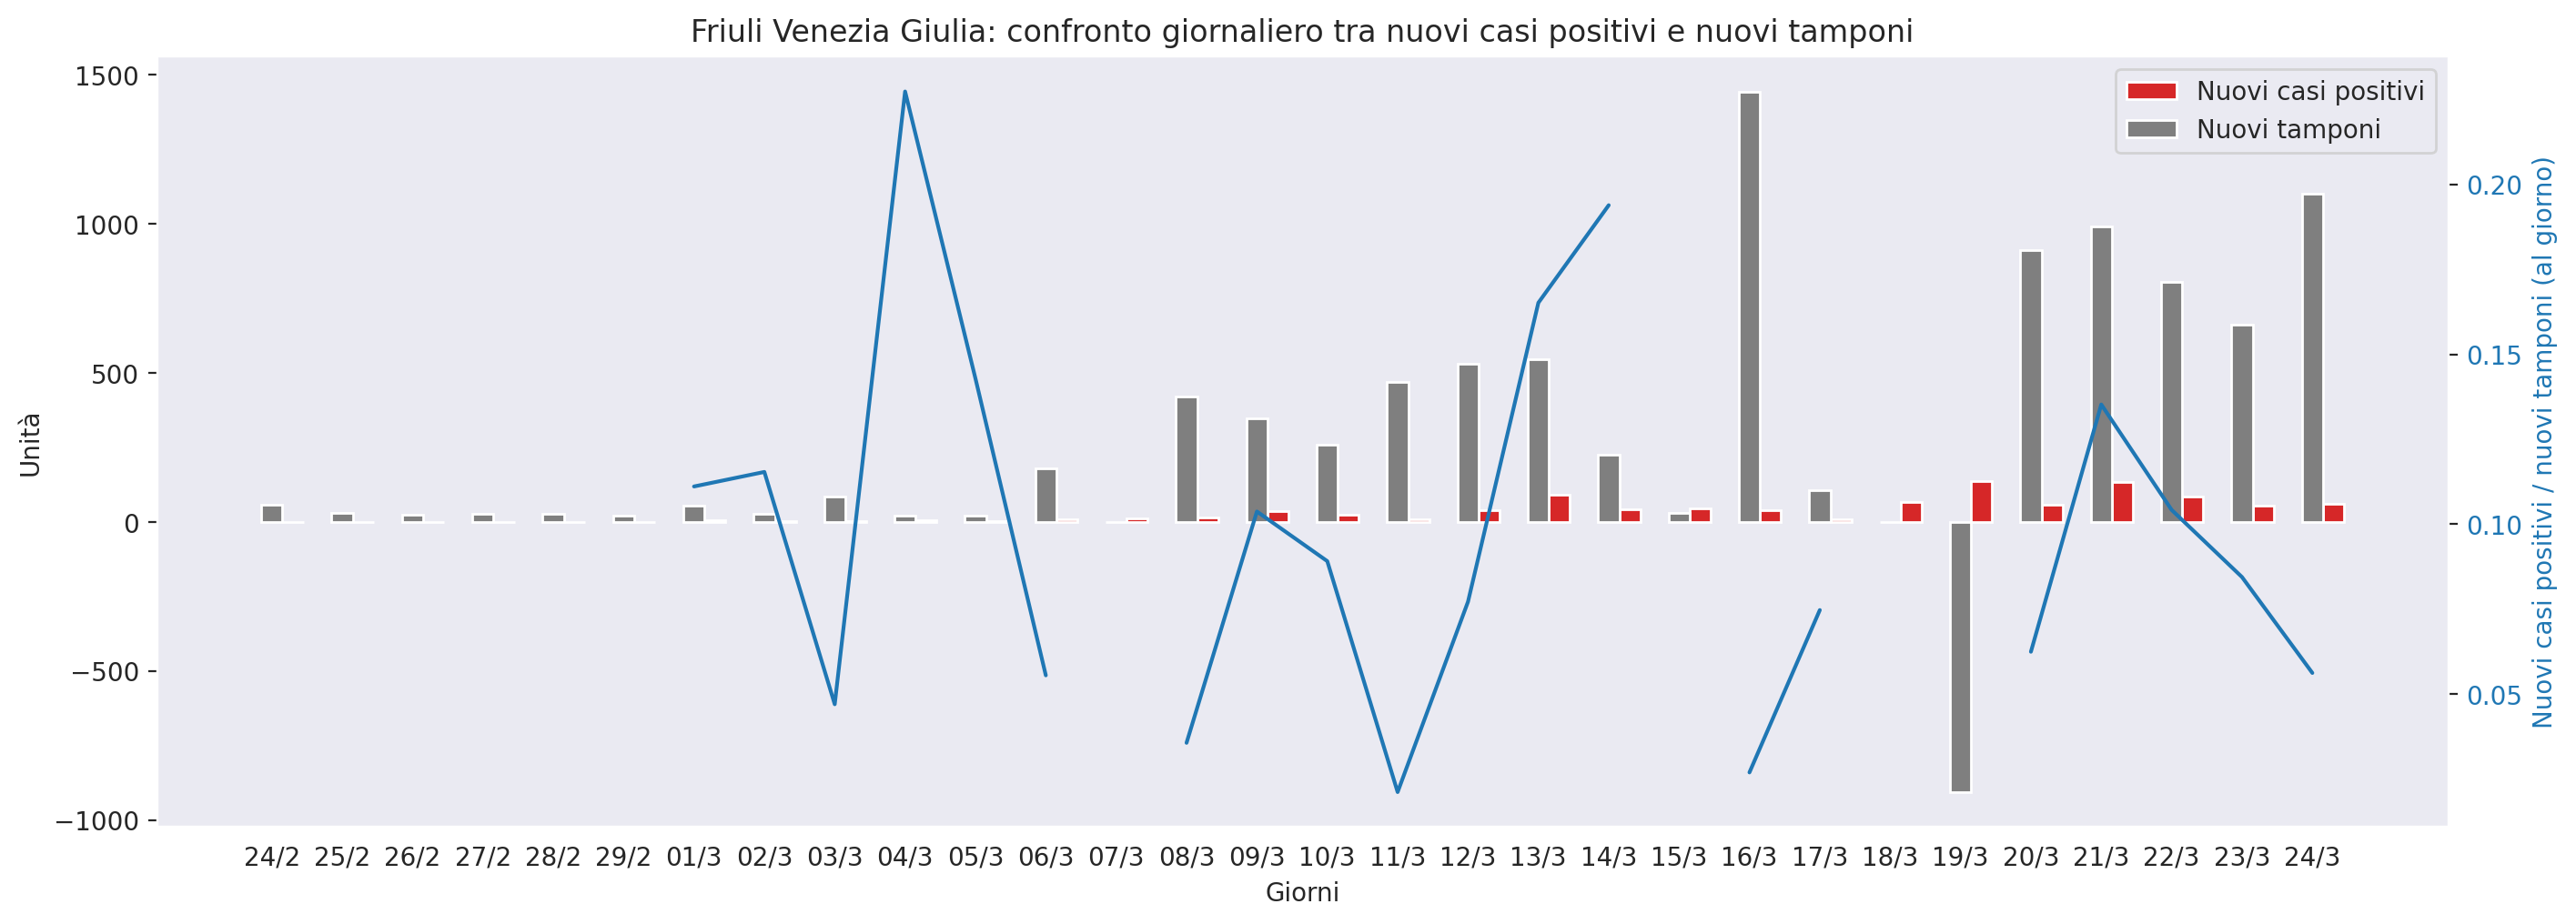 Friuli Venezia Giulia: confronto giornaliero tra nuovi casi positivi e nuovi tamponi
Nuovi casi positivi
Nuovi tamponi
Unità
1500
1000
500
0
−500
−1000
0.20
0.15
0.10
0.05
Nuovi casi positivi / nuovi tamponi (al giorno)
24/2 25/2 26/2 27/2 28/2 29/2 01/3 02/3 03/3 04/3 05/3 06/3 07/3 08/3 09/3 10/3 11/3 12/3 13/3 14/3 15/3 16/3 17/3 18/3 19/3 20/3 21/3 22/3 23/3 24/3
Giorni